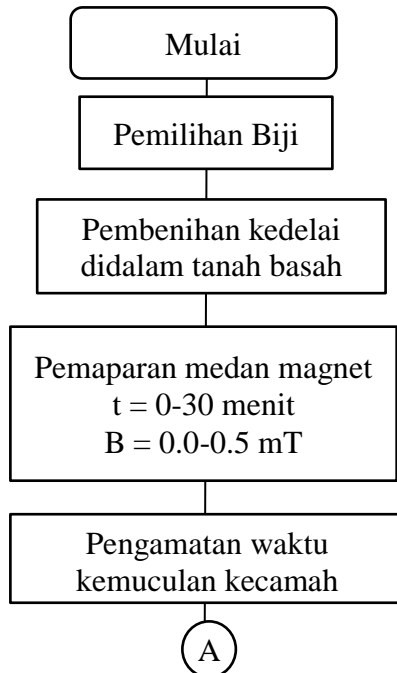 Mulai
Pemilihan Biji
Pembenihan kedelai
didalam tanah basah
Pemaparan medan magnet
t = 0-30 menit
B = 0.0-0.5 mT
Pengamatan waktu
kemuculan kecamah
A